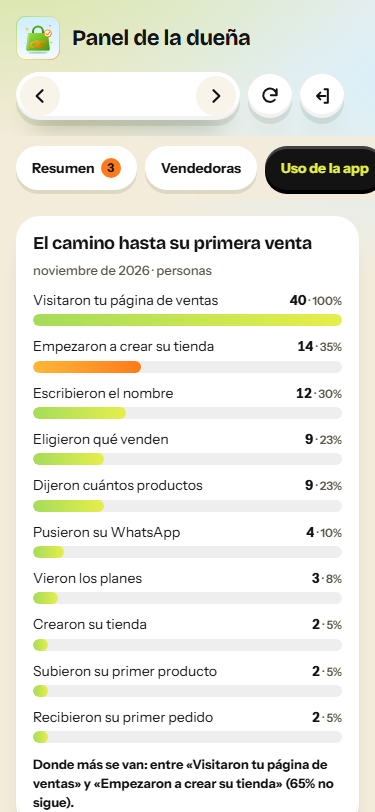 Panel de la dueña
Resumen 3 Vendedoras Uso de la app
El camino hasta su primera venta
noviembre de 2026 · personas
Visitaron tu página de ventas 40 · 100%
Empezaron a crear su tienda 14 · 35%
Escribieron el nombre 12 · 30%
Eligieron qué venden 9 · 23%
Dijeron cuántos productos 9 · 23%
Pusieron su WhatsApp 4 · 10%
Vieron los planes 3 · 8%
Crearon su tienda 2 · 5%
Subieron su primer producto 2 · 5%
Recibieron su primer pedido 2 · 5%
Donde más se van: entre «Visitaron tu página de
ventas» y «Empezaron a crear su tienda» (65% no
sigue).